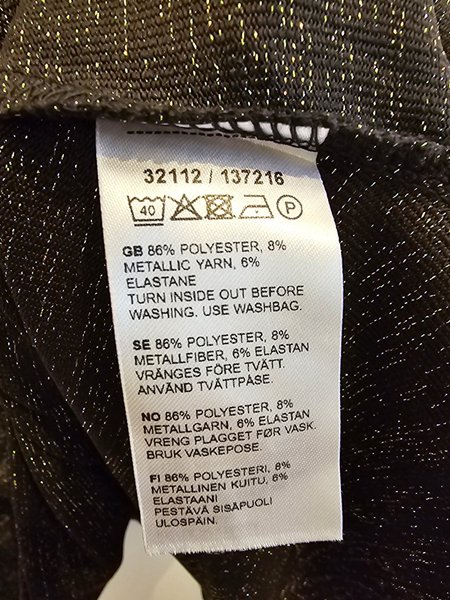 32112 / 137216
40 P
GB 86% POLYESTER, 8%
METALLIC YARN, 6%
ELASTANE
TURN INSIDE OUT BEFORE
WASHING. USE WASHBAG.
SE 86% POLYESTER, 8%
METALLFIBER, 6% ELASTAN
VRÄNGES FÖRE TVÄTT.
ANVÄND TVÄTTPÅSE.
NO 86% POLYESTER, 8%
METALLGARN, 6% ELASTAN
VRENG PLAGGET FØR VASK.
BRUK VASKEPOSE.
FI 86% POLYESTERI, 8%
METALLINEN KUITU, 6%
ELASTAANI
PESTÄVÄ SISÄPUOLI
ULOSPÄIN.